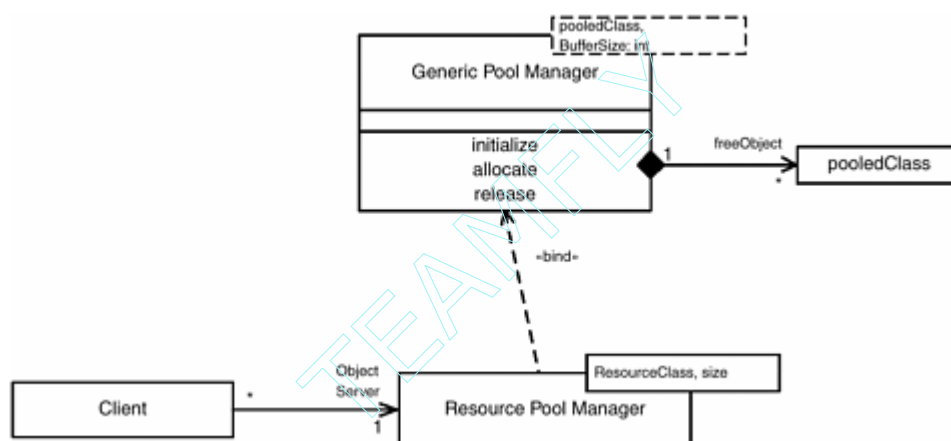 pooledClass,
BufferSize: int
Generic Pool Manager
initialize
allocate
release
1
freeObject
*
pooledClass
«bind»
TEAMFLY
Client
*
Object
Server
1
ResourceClass, size
Resource Pool Manager